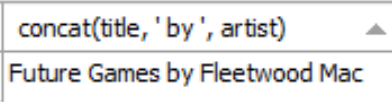 concat(title, ' by ', artist)
Future Games by Fleetwood Mac